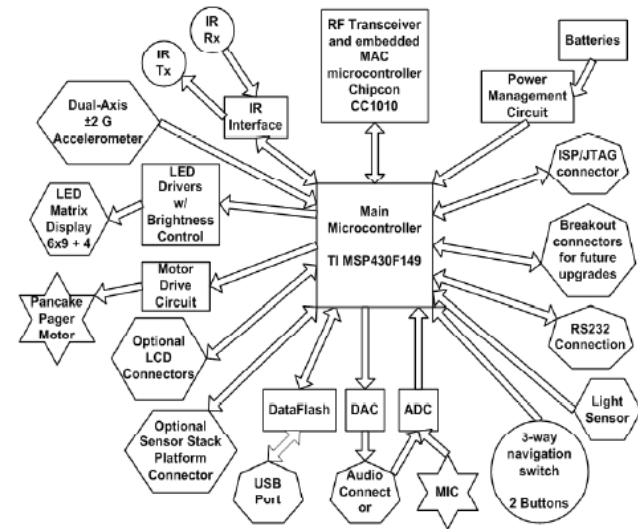 IR
Rx
IR
Tx
RF Transceiver
and embedded
MAC
microcontroller
Chipcon
CC1010
Batteries
Power
Management
Circuit
Dual-Axis
±2 G
Accelerometer
IR
Interface
ISP/JTAG
connector
LED
Matrix
Display
6x9 + 4
LED
Drivers
w/
Brightness
Control
Main
Microcontroller
TI MSP430F149
Breakout
connectors
for future
upgrades
Pancake
Pager
Motor
Motor
Drive
Circuit
RS232
Connection
Optional
LCD
Connectors
Light
Sensor
Optional
Sensor Stack
Platform
Connector
DataFlash
DAC
ADC
3-way
navigation
switch
2 Buttons
USB
Port
Audio
Connect
or
MIC